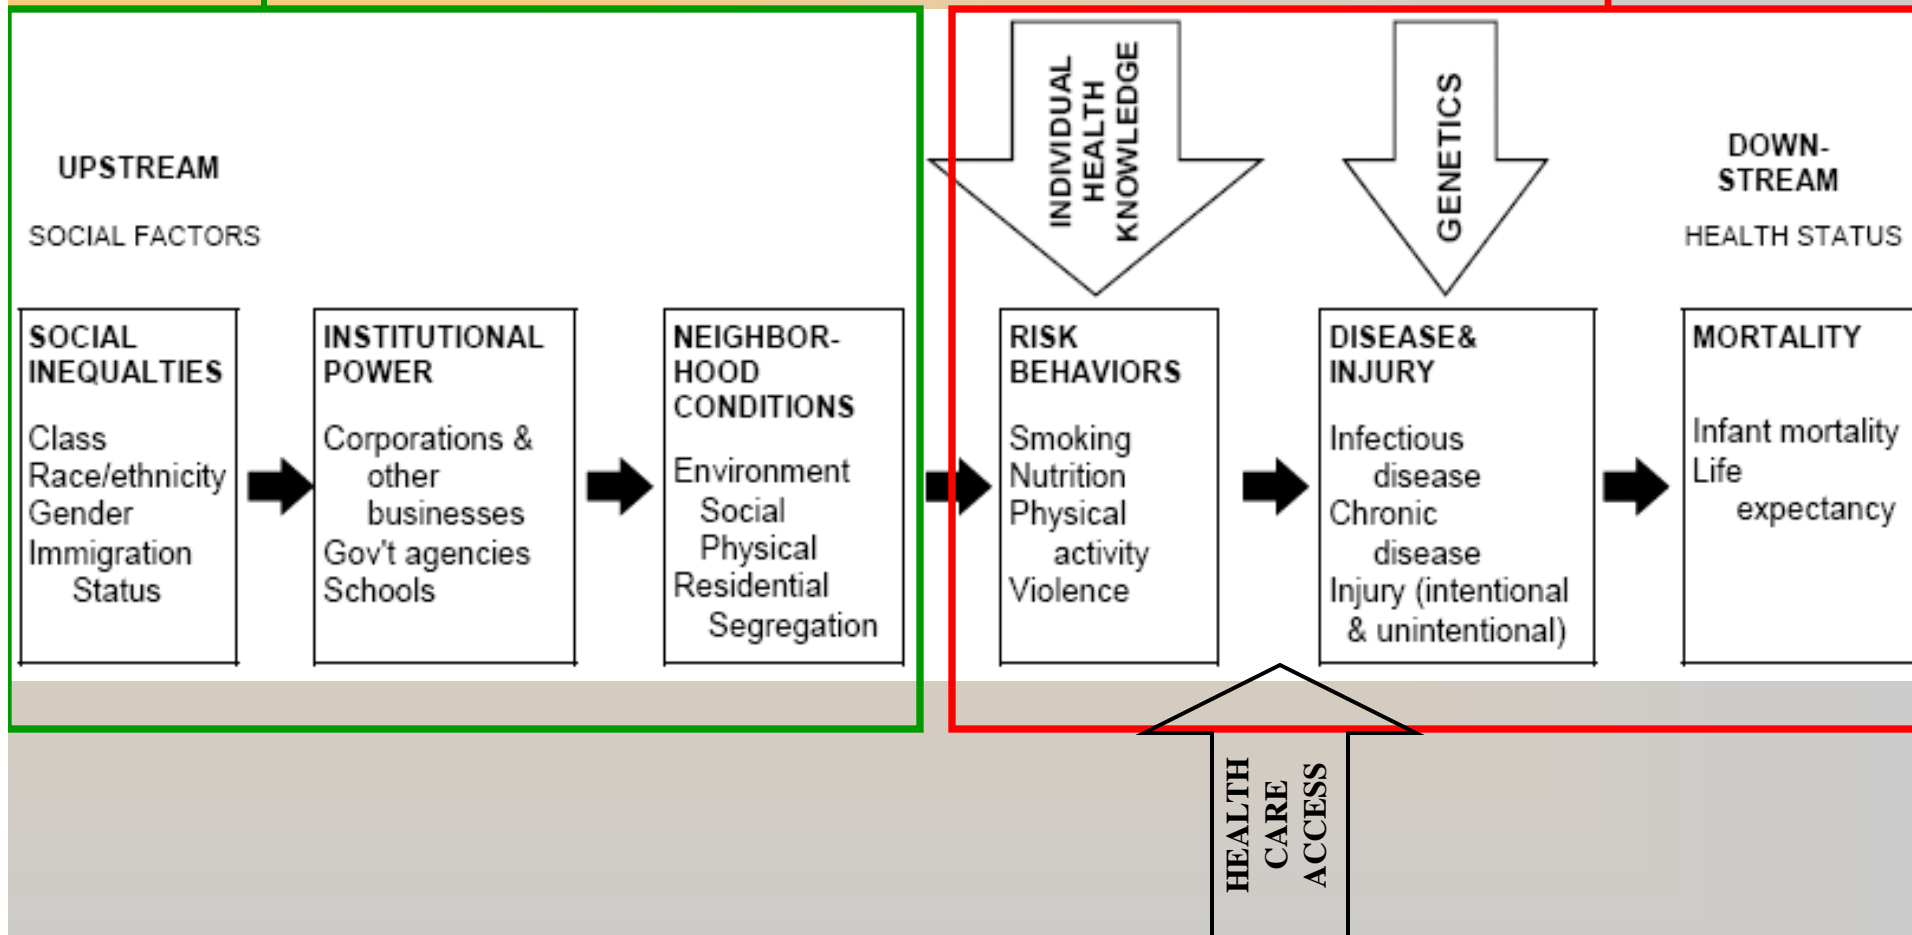 UPSTREAM
SOCIAL FACTORS
INDIVIDUAL
HEALTH
KNOWLEDGE
GENETICS
DOWN-
STREAM
HEALTH STATUS
SOCIAL
INEQUALTIES
Class
Race/ethnicity
Gender
Immigration
Status
INSTITUTIONAL
POWER
Corporations &
other
businesses
Gov't agencies
Schools
NEIGHBOR-
HOOD
CONDITIONS
Environment
Social
Physical
Residential
Segregation
RISK
BEHAVIORS
Smoking
Nutrition
Physical
activity
Violence
DISEASE&
INJURY
Infectious
disease
Chronic
disease
Injury (intentional
& unintentional)
MORTALITY
Infant mortality
Life
expectancy
HEALTH
CARE
ACCESS